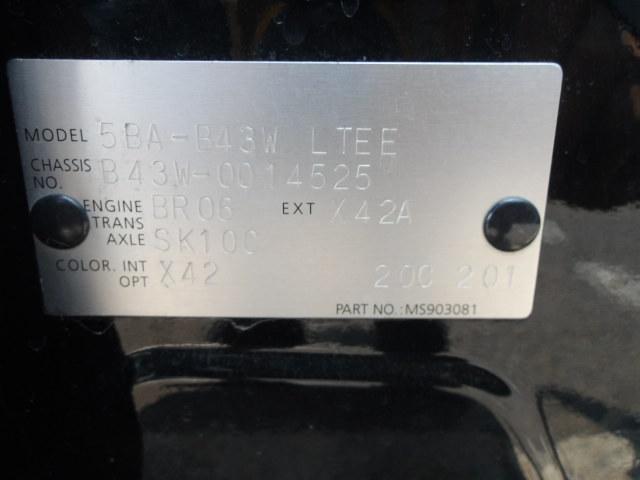 MODEL 5BA-B43W LTEE
CHASSIS NO. B43W-0014525
ENGINE BR06 EXT X42A
TRANS AXLE SK10C
COLOR. INT OPT X42 200 201
PART NO.:MS903081